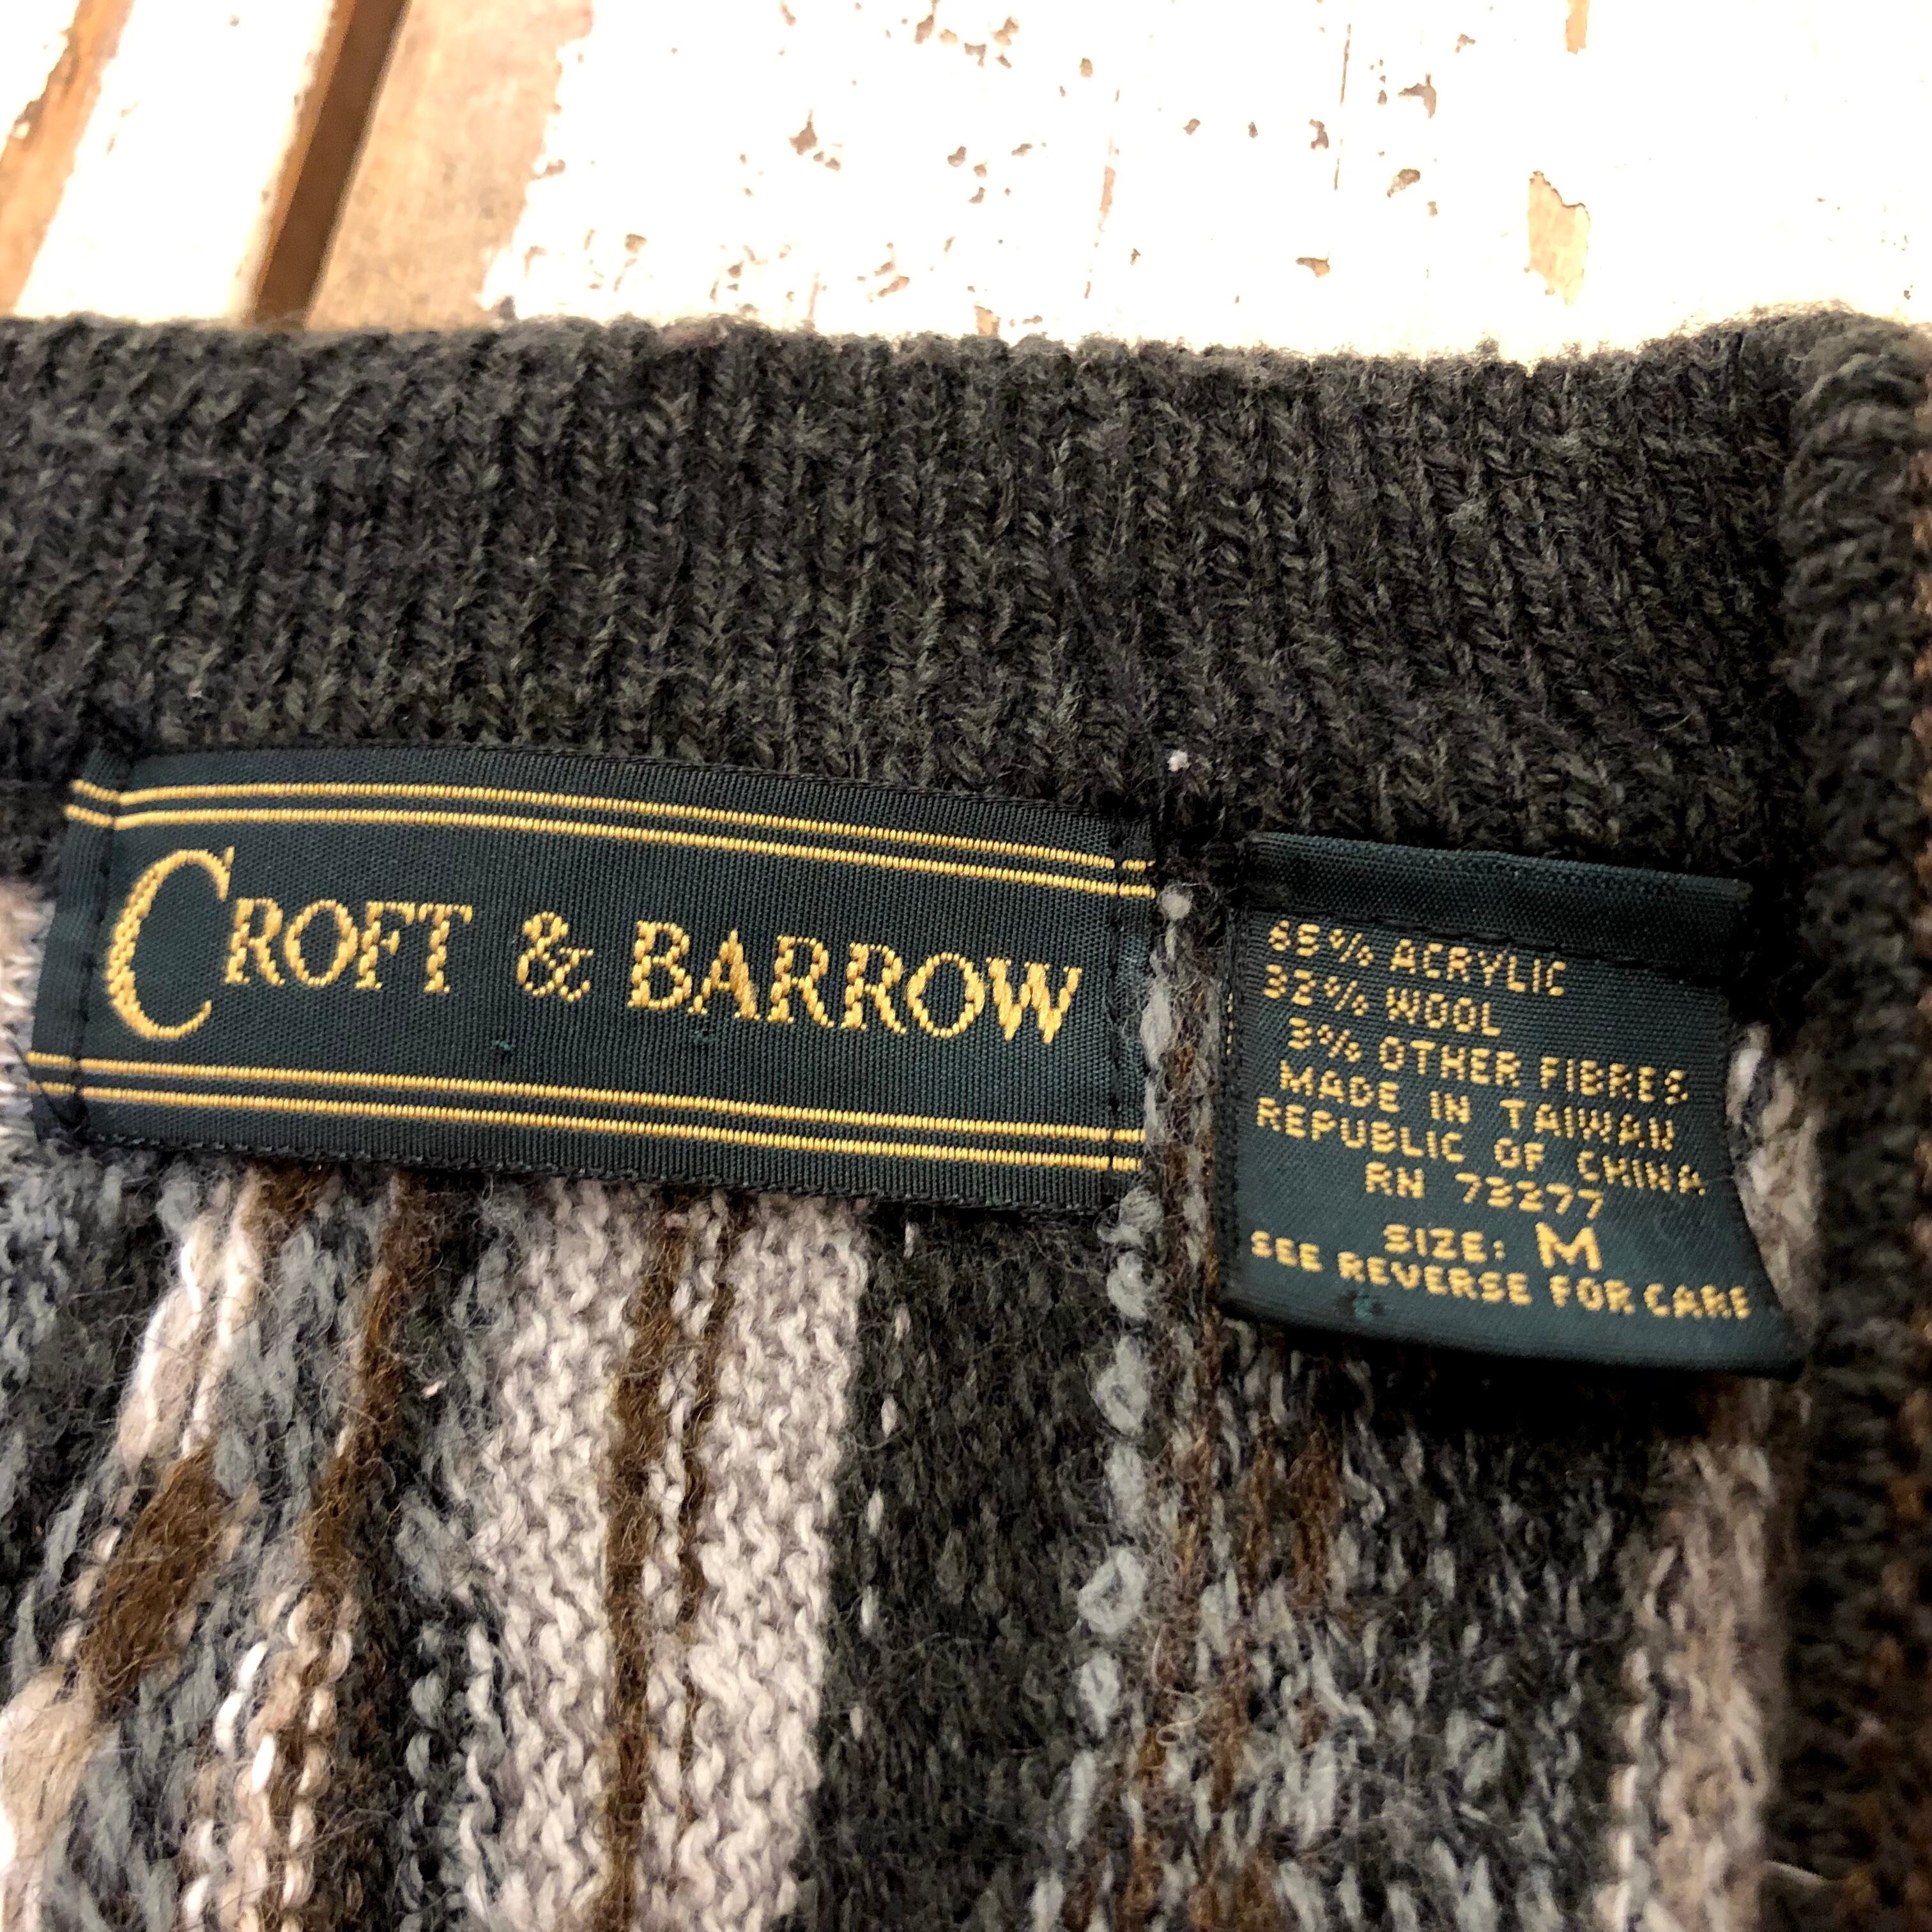 CROFT & BARROW
65% ACRYLIC
32% WOOL
3% OTHER FIBRES
MADE IN TAIWAN
REPUBLIC OF CHINA
RN 73277
SIZE: M
SEE REVERSE FOR CARE